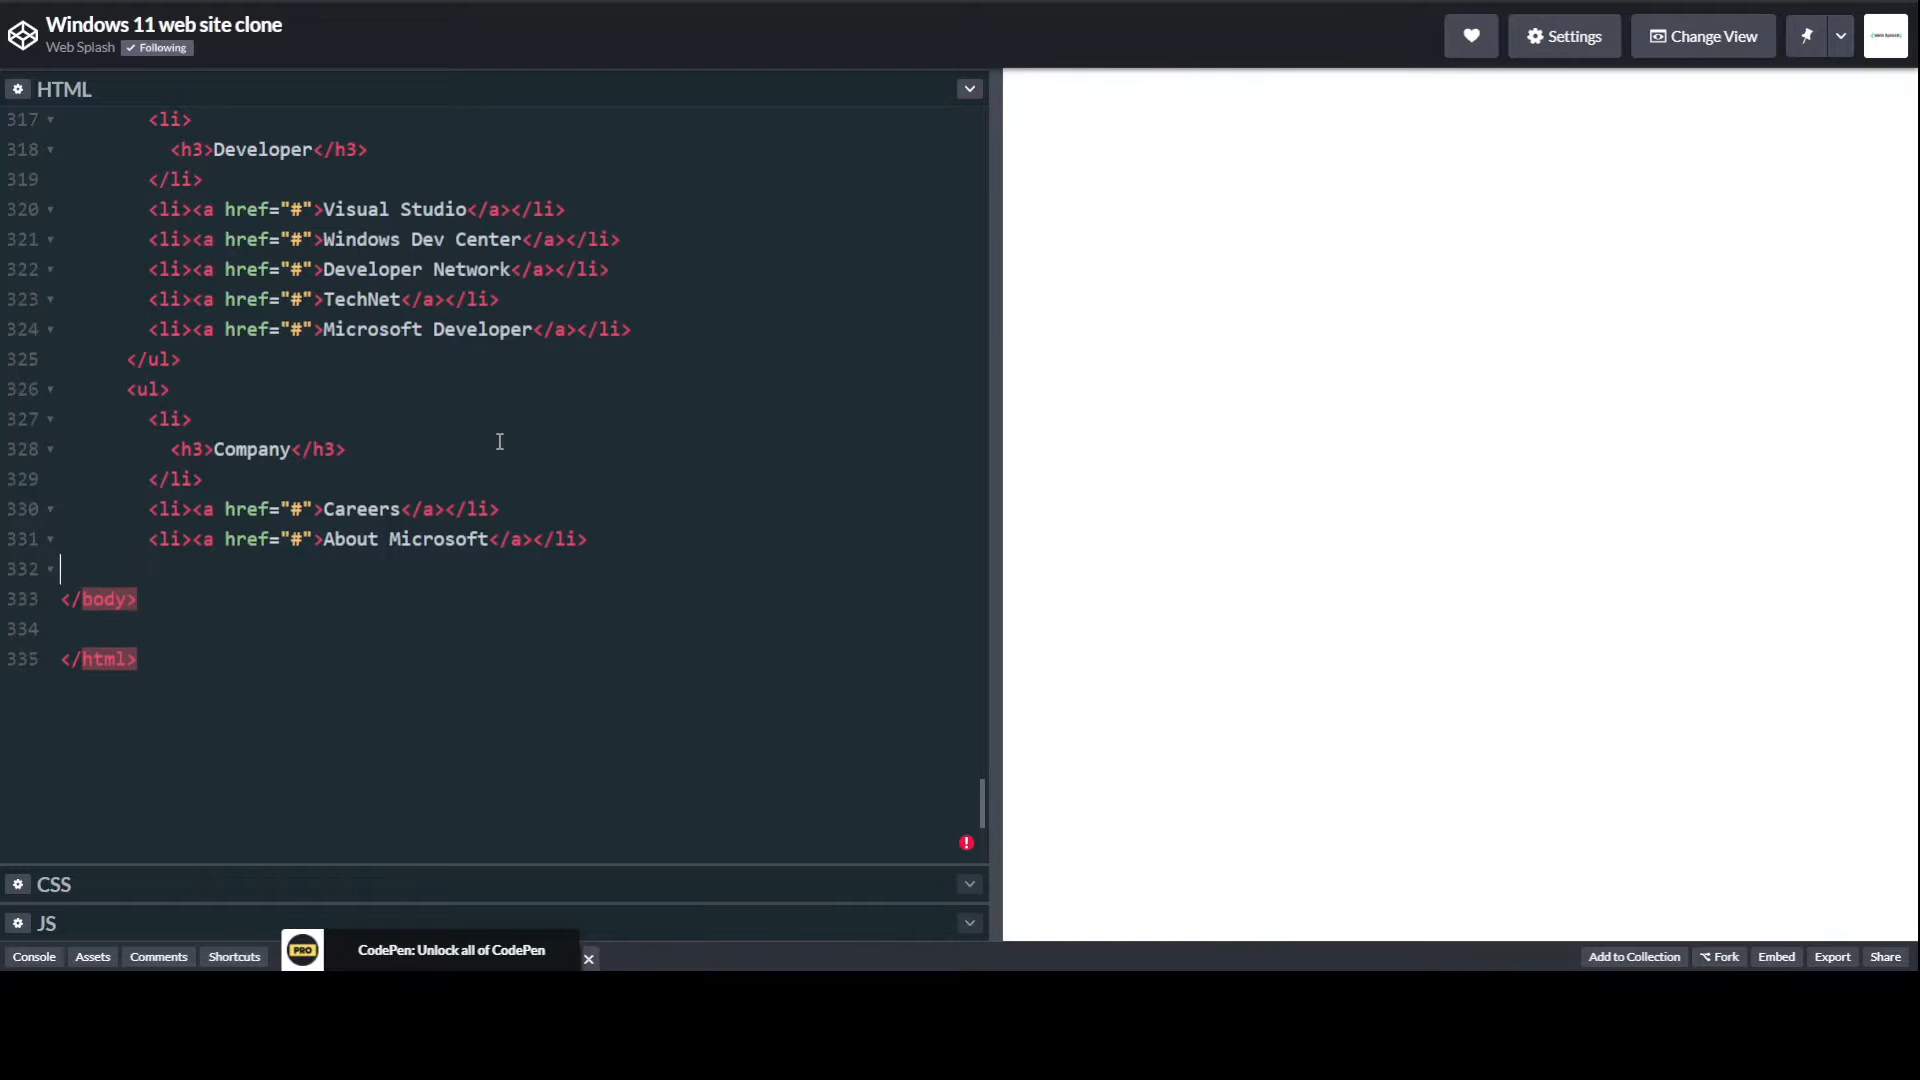 Windows 11 web site clone
Web Splash ✓ Following
Settings
Change View
HTML
317 <li>
318 <h3>Developer</h3>
319 </li>
320 <li><a href="#">Visual Studio</a></li>
321 <li><a href="#">Windows Dev Center</a></li>
322 <li><a href="#">Developer Network</a></li>
323 <li><a href="#">TechNet</a></li>
324 <li><a href="#">Microsoft Developer</a></li>
325 </ul>
326 <ul>
327 <li>
328 <h3>Company</h3>
329 </li>
330 <li><a href="#">Careers</a></li>
331 <li><a href="#">About Microsoft</a></li>
332
333 </body>
334
335 </html>
CSS
JS
Console Assets Comments Shortcuts
PRO CodePen: Unlock all of CodePen
Add to Collection Fork Embed Export Share